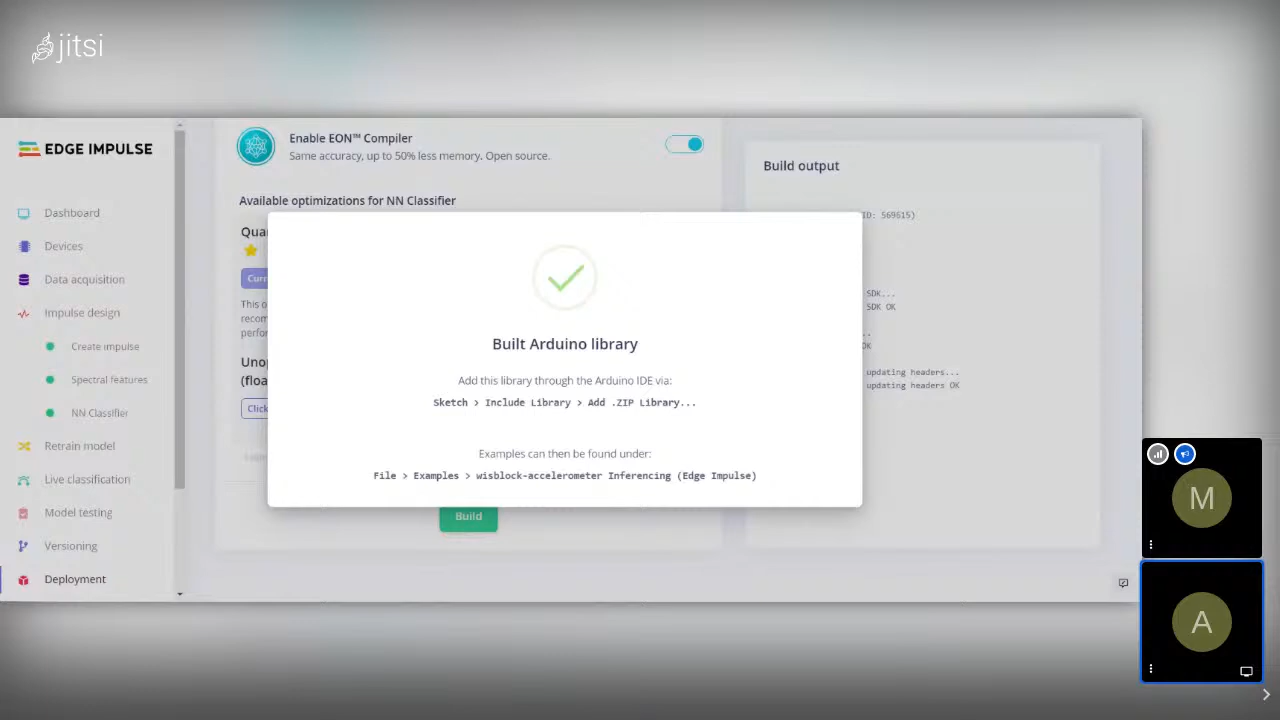 jitsi
EDGE IMPULSE
Dashboard
Devices
Data acquisition
Impulse design
Create impulse
Spectral features
NN Classifier
Retrain model
Live classification
Model testing
Versioning
Deployment
Enable EON™ Compiler
Same accuracy, up to 50% less memory. Open source.
Available optimizations for NN Classifier
Built Arduino library
Add this library through the Arduino IDE via:
Sketch > Include Library > Add .ZIP Library...
Examples can then be found under:
File > Examples > wisblock-accelerometer Inferencing (Edge Impulse)
Build
Build output
ID: 569615)
SDK...
SDK OK
updating headers...
updating headers OK
M
A